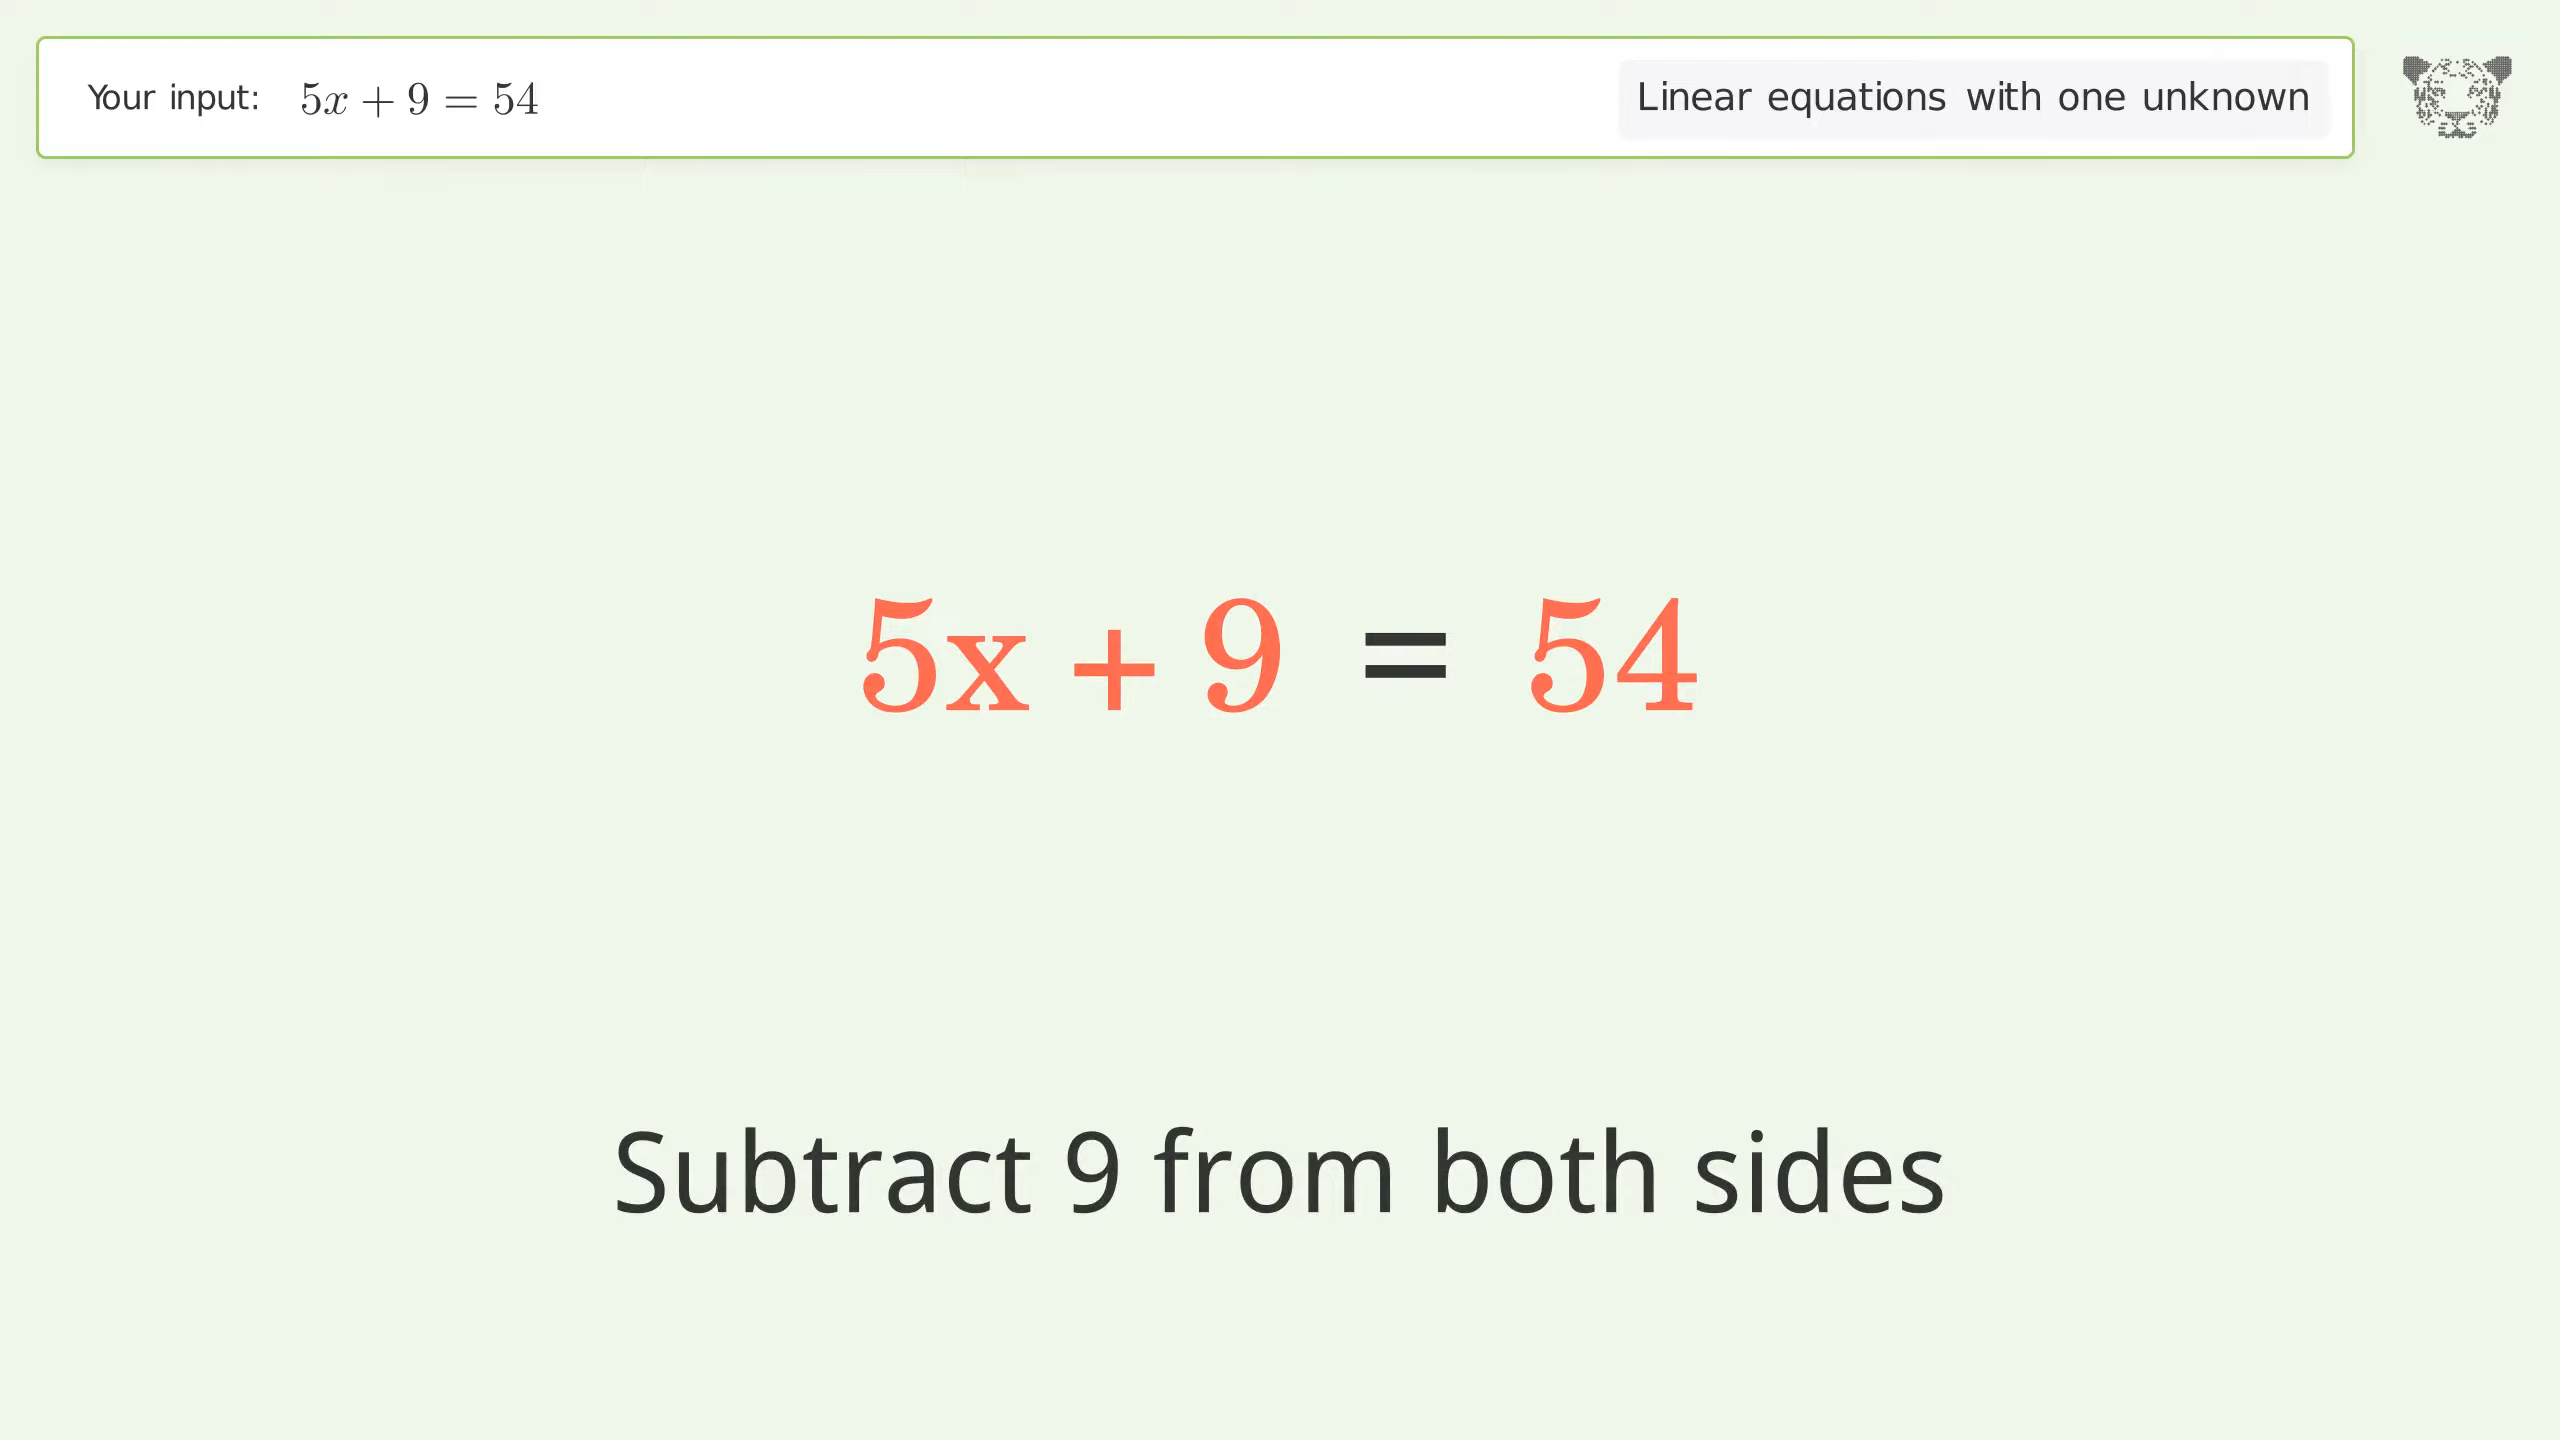 Your input: 5x + 9 = 54
Linear equations with one unknown
5x + 9 = 54
Subtract 9 from both sides